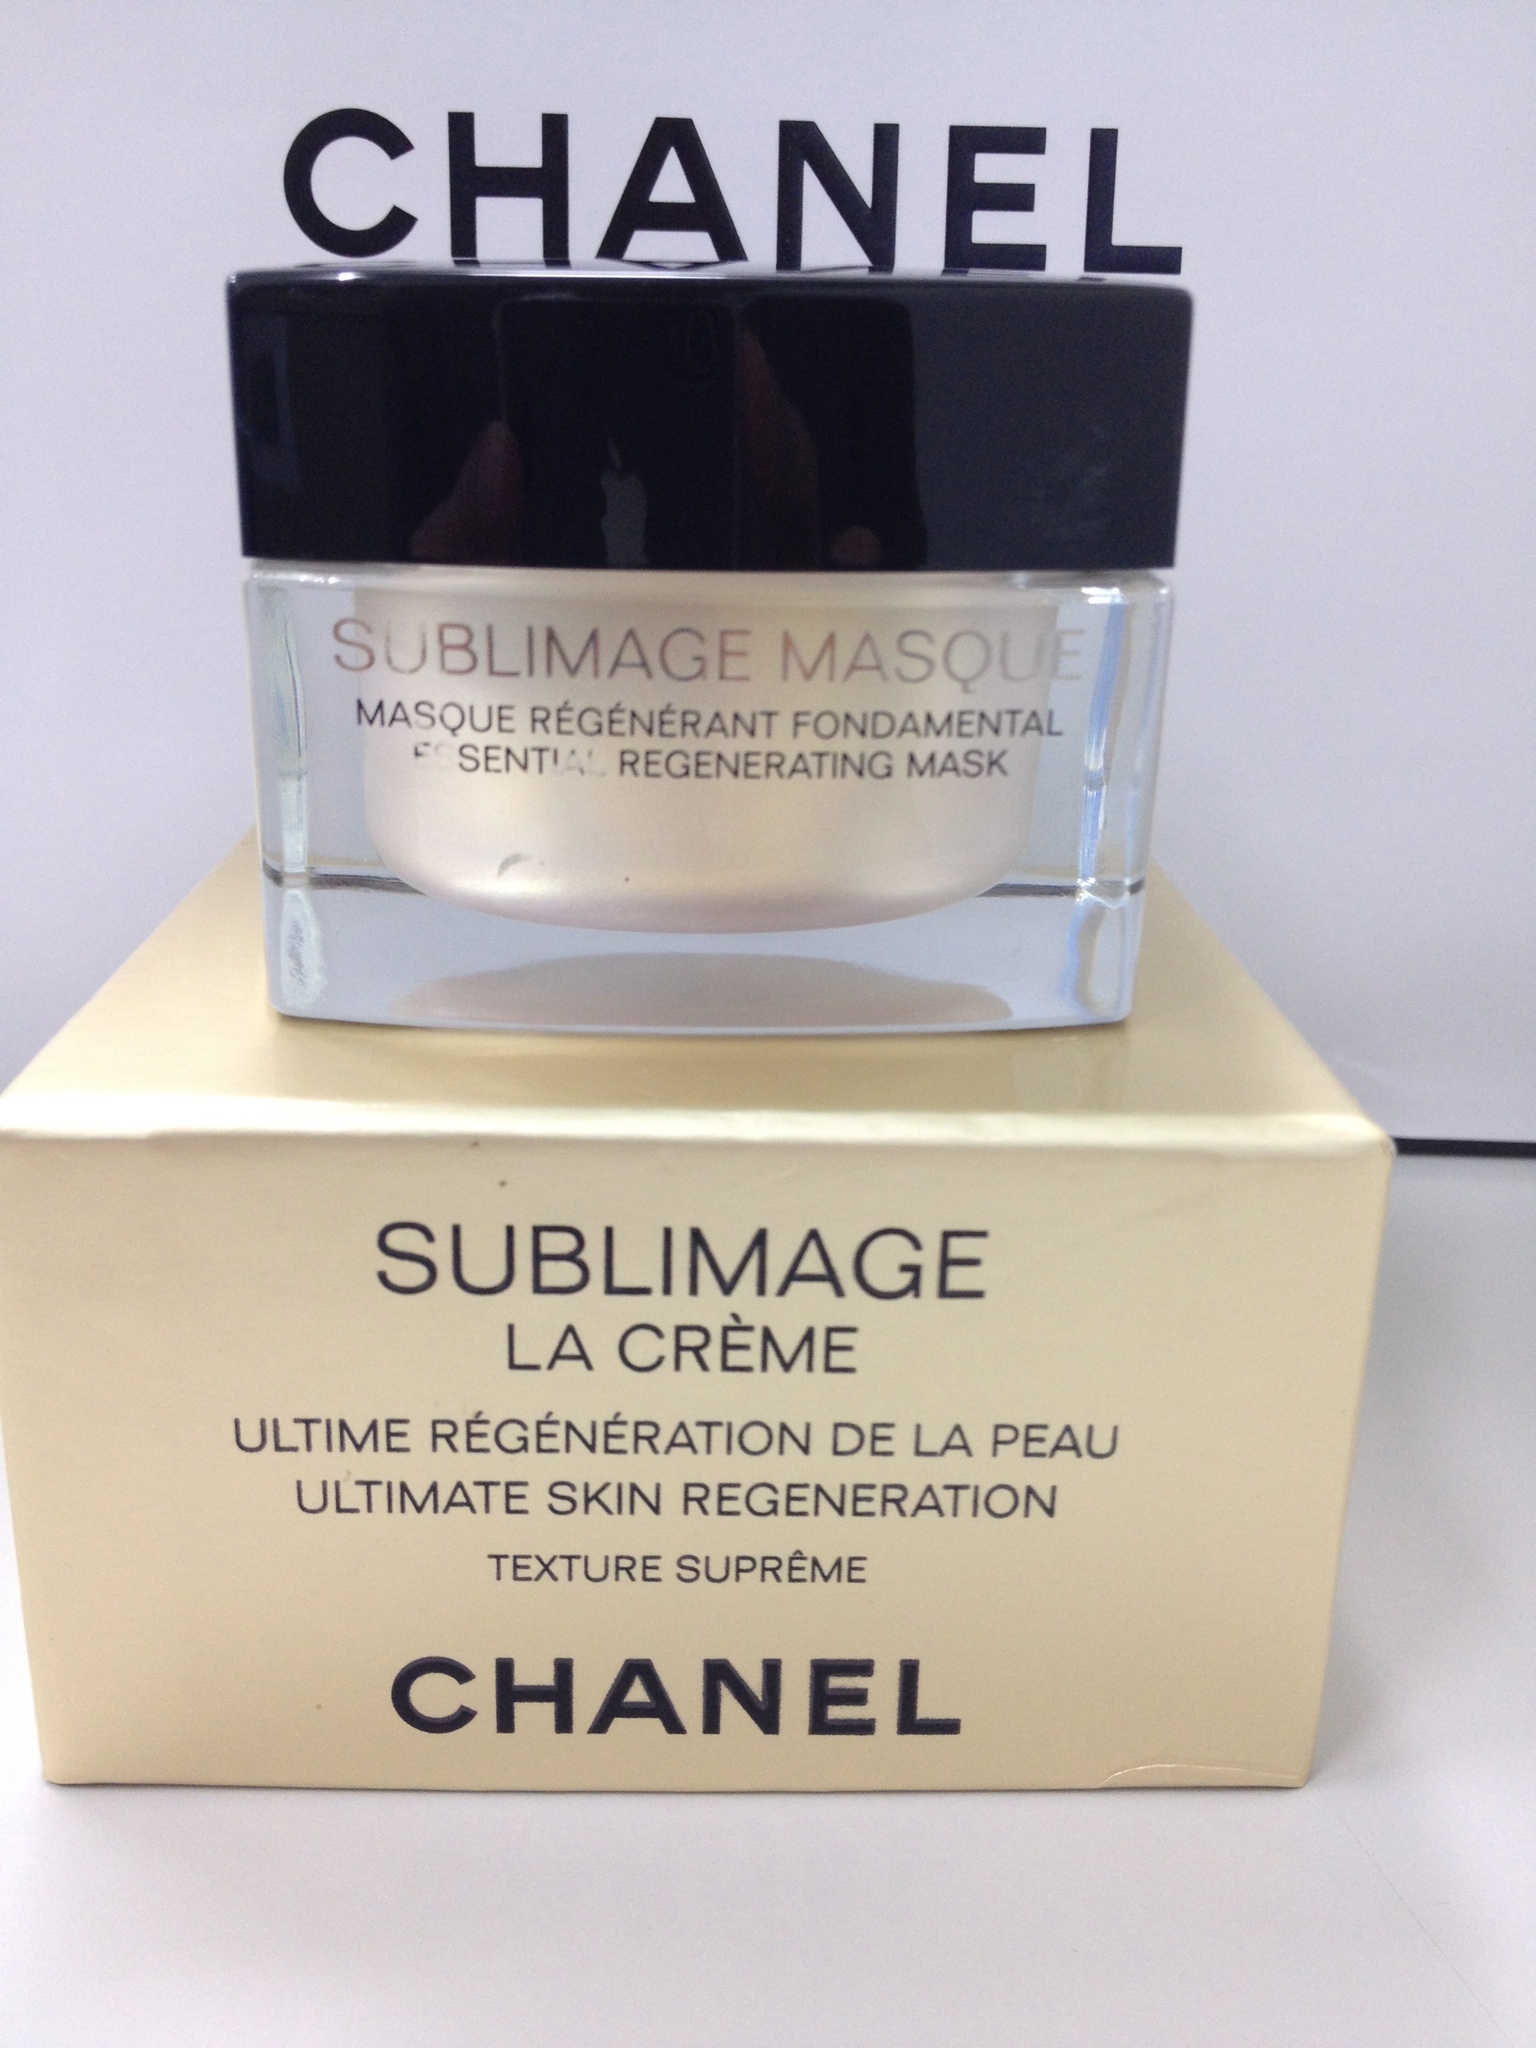 CHANEL
SUBLIMAGE MASQUE
MASQUE RÉGÉNÉRANT FONDAMENTAL
ESSENTIAL REGENERATING MASK
SUBLIMAGE
LA CRÈME
ULTIME RÉGÉNÉRATION DE LA PEAU
ULTIMATE SKIN REGENERATION
TEXTURE SUPRÊME
CHANEL